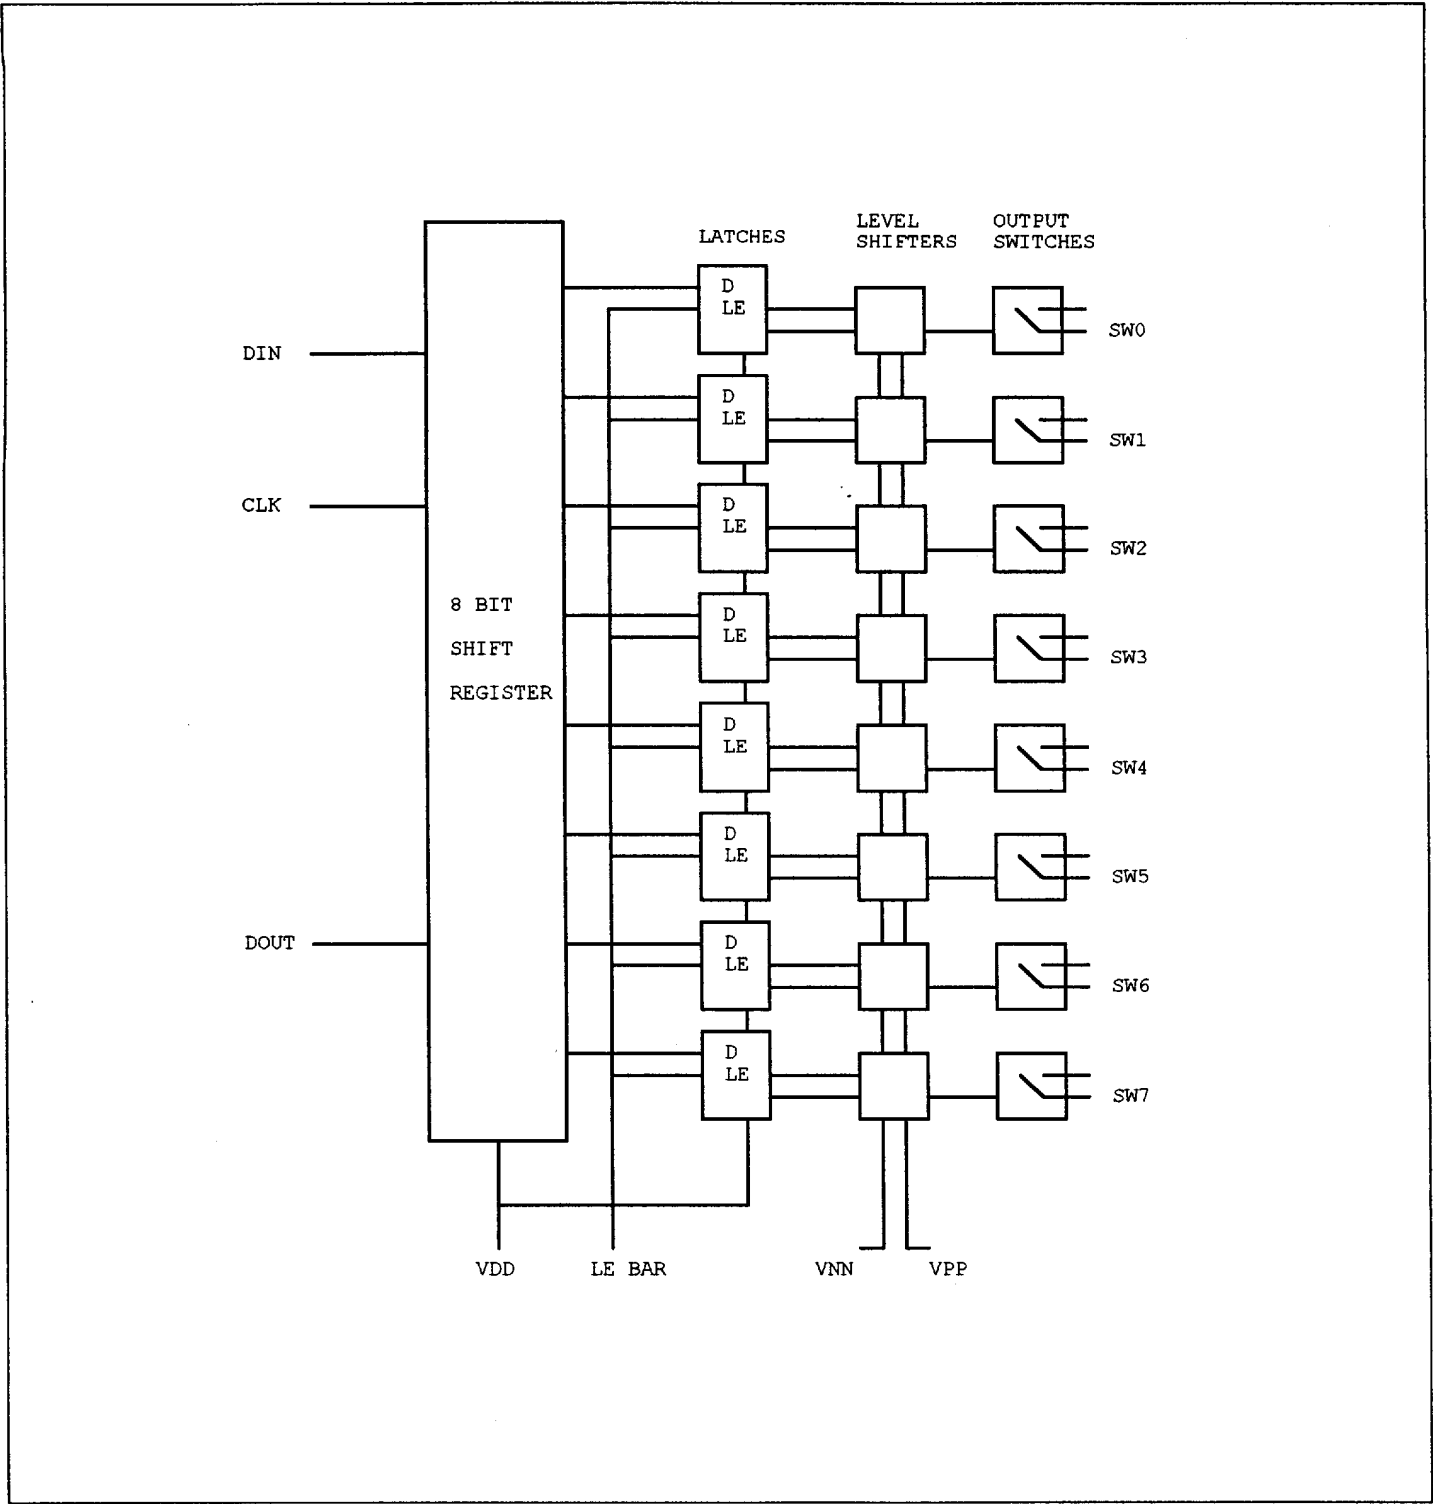 LATCHES
LEVEL
SHIFTERS
OUTPUT
SWITCHES
D
LE
SW0
DIN
D
LE
SW1
CLK
D
LE
SW2
8 BIT
SHIFT
REGISTER
D
LE
SW3
D
LE
SW4
D
LE
SW5
DOUT
D
LE
SW6
D
LE
SW7
VDD
LE BAR
VNN
VPP